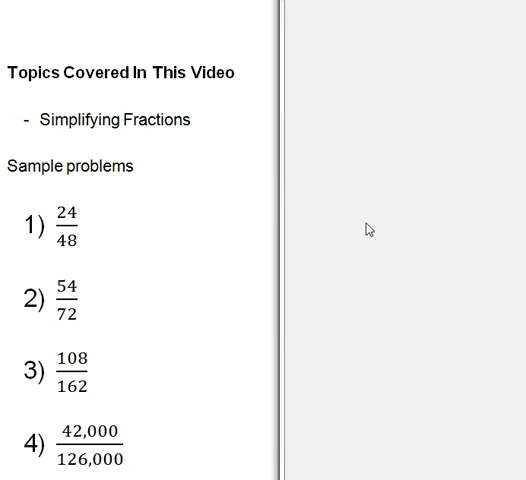 Topics Covered In This Video
- Simplifying Fractions
Sample problems
1) 24/48
2) 54/72
3) 108/162
4) 42,000/126,000